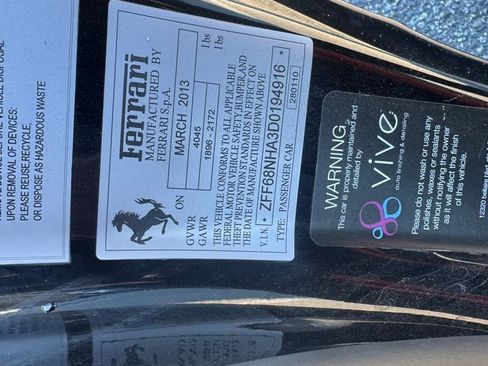 REMOVAL OF DEVICES:
PLEASE REUSE, RECYCLE,
OR DISPOSE AS HAZARDOUS WASTE
Ferrari
MANUFACTURED BY
FERRARI S.p.A.
ON MARCH 2013
GVWR 4045 lbs
GAWR 1896 - 2172 lbs
THIS VEHICLE CONFORMS TO ALL APPLICABLE
FEDERAL MOTOR VEHICLE SAFETY, BUMPER, AND
THEFT PREVENTION STANDARDS IN EFFECT ON
THE DATE OF MANUFACTURE SHOWN ABOVE
V.I.N. * ZFF68NHA3D0194916 *
TYPE: PASSENGER CAR 280110
WARNING
This car is properly maintained and
detailed by
vive
auto finishing & detailing
Please do not wash or use any
polishes, waxes or sealants
without notifying the owner
as it will affect the finish
of this vehicle.